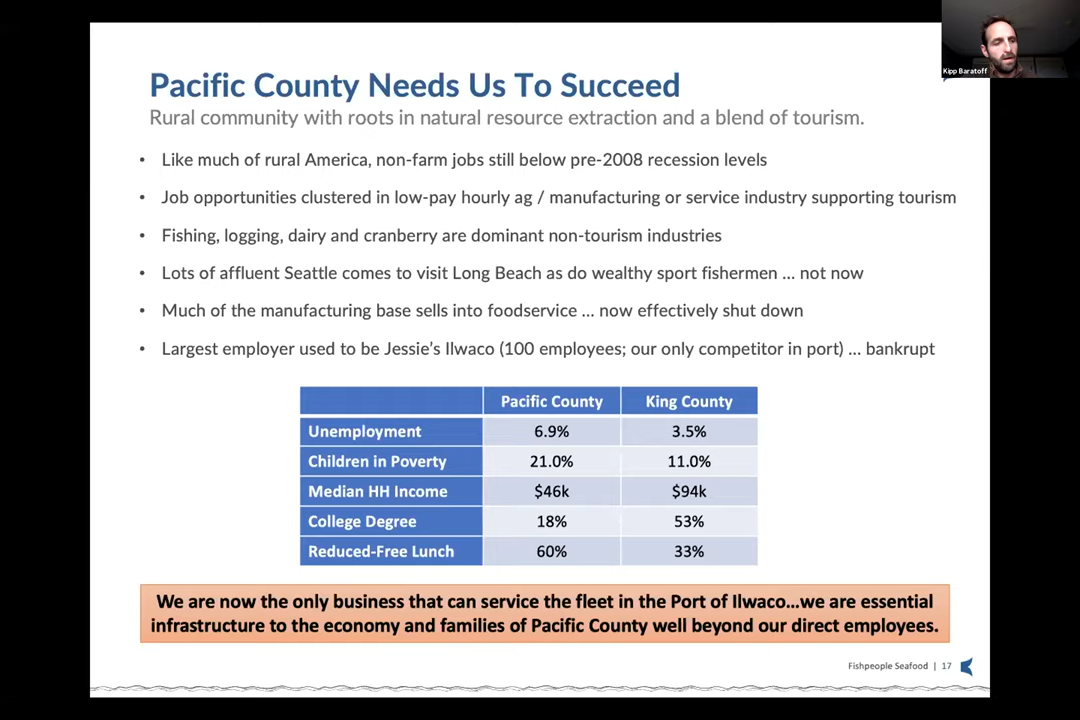 Pacific County Needs Us To Succeed
Rural community with roots in natural resource extraction and a blend of tourism.
Kipp Baratoff
• Like much of rural America, non-farm jobs still below pre-2008 recession levels
• Job opportunities clustered in low-pay hourly ag / manufacturing or service industry supporting tourism
• Fishing, logging, dairy and cranberry are dominant non-tourism industries
• Lots of affluent Seattle comes to visit Long Beach as do wealthy sport fishermen ... not now
• Much of the manufacturing base sells into foodservice ... now effectively shut down
• Largest employer used to be Jessie's Ilwaco (100 employees; our only competitor in port) ... bankrupt
Pacific County King County
Unemployment 6.9% 3.5%
Children in Poverty 21.0% 11.0%
Median HH Income $46k $94k
College Degree 18% 53%
Reduced-Free Lunch 60% 33%
We are now the only business that can service the fleet in the Port of Ilwaco...we are essential
infrastructure to the economy and families of Pacific County well beyond our direct employees.
Fishpeople Seafood | 17